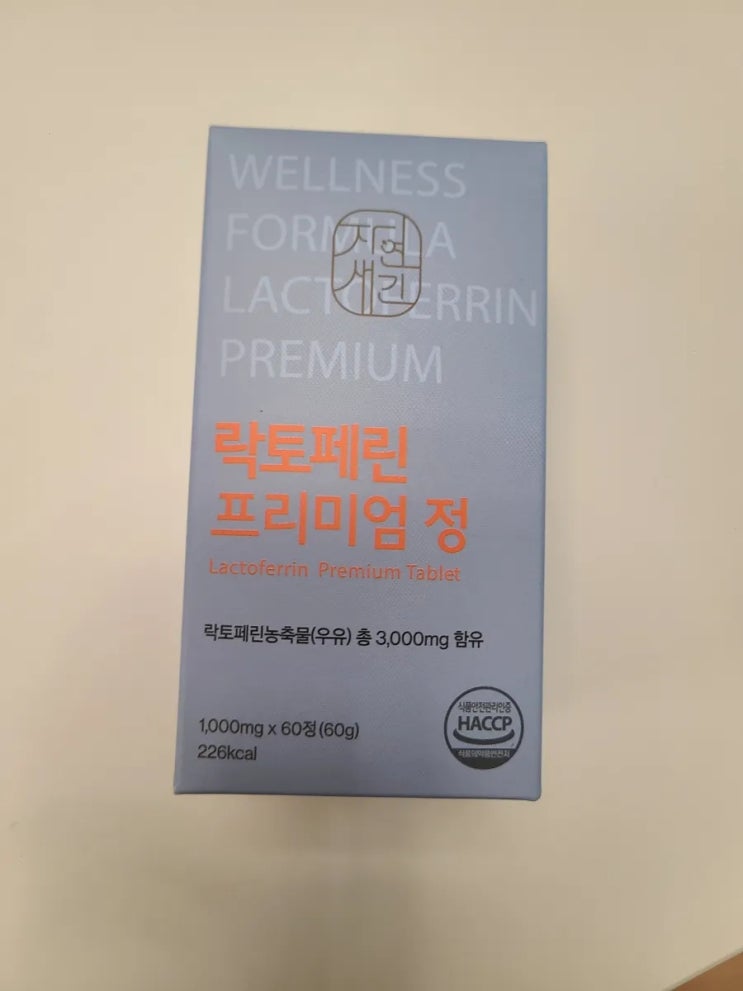 WELLNESS
FORMULA
LACTOFERRIN
PREMIUM
자연
새긴
락토페린
프리미엄 정
Lactoferrin Premium Tablet
락토페린농축물(우유) 총 3,000mg 함유
1,000mg x 60정(60g)
226kcal
식품안전관리인증
HACCP
식품의약품안전처